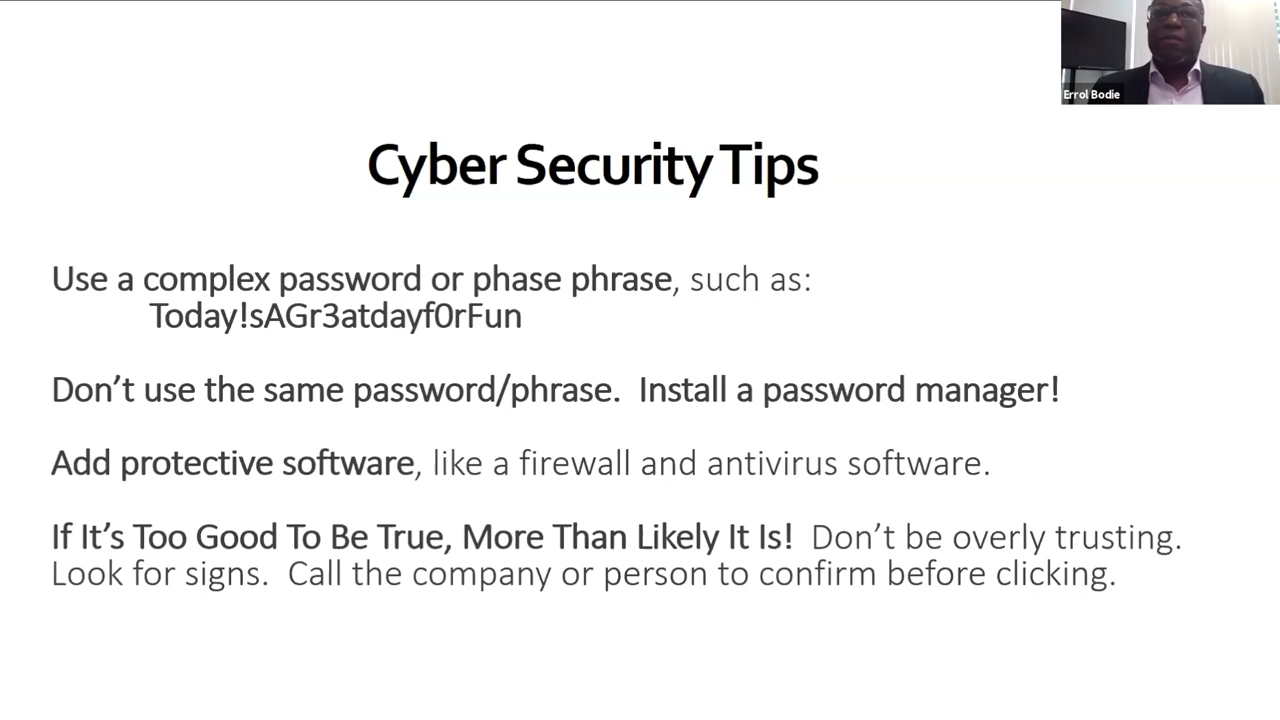 Errol Bodie
Cyber Security Tips
Use a complex password or phase phrase, such as:
Today!sAGr3atdayf0rFun
Don’t use the same password/phrase.  Install a password manager!
Add protective software, like a firewall and antivirus software.
If It’s Too Good To Be True, More Than Likely It Is!  Don’t be overly trusting.
Look for signs.  Call the company or person to confirm before clicking.